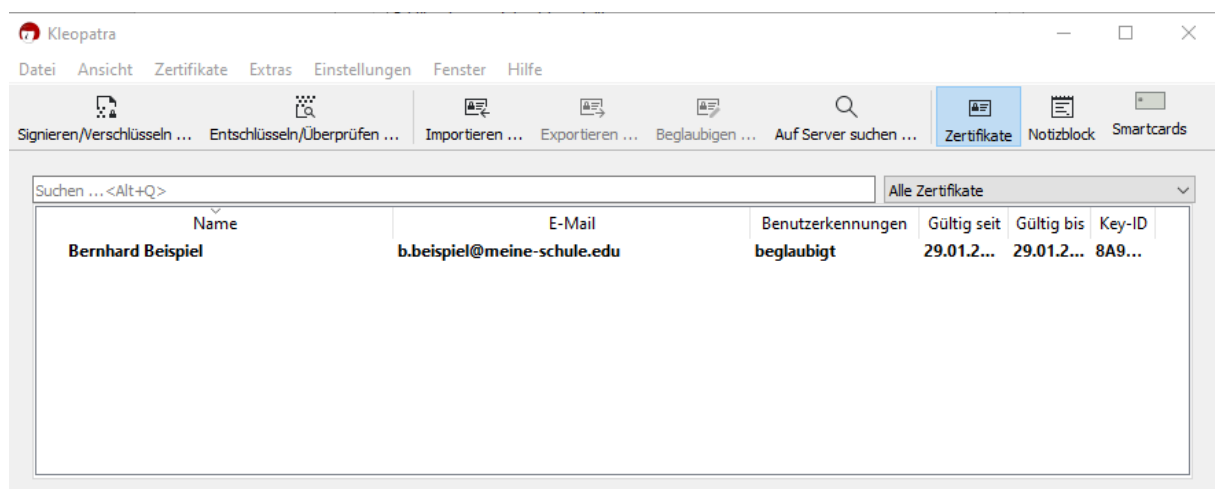 Kleopatra
Datei Ansicht Zertifikate Extras Einstellungen Fenster Hilfe
Signieren/Verschlüsseln ... Entschlüsseln/Überprüfen ... Importieren ... Exportieren ... Beglaubigen ... Auf Server suchen ... Zertifikate Notizblock Smartcards
Suchen ...<Alt+Q> Alle Zertifikate
Name E-Mail Benutzerkennungen Gültig seit Gültig bis Key-ID
Bernhard Beispiel b.beispiel@meine-schule.edu beglaubigt 29.01.2... 29.01.2... 8A9...